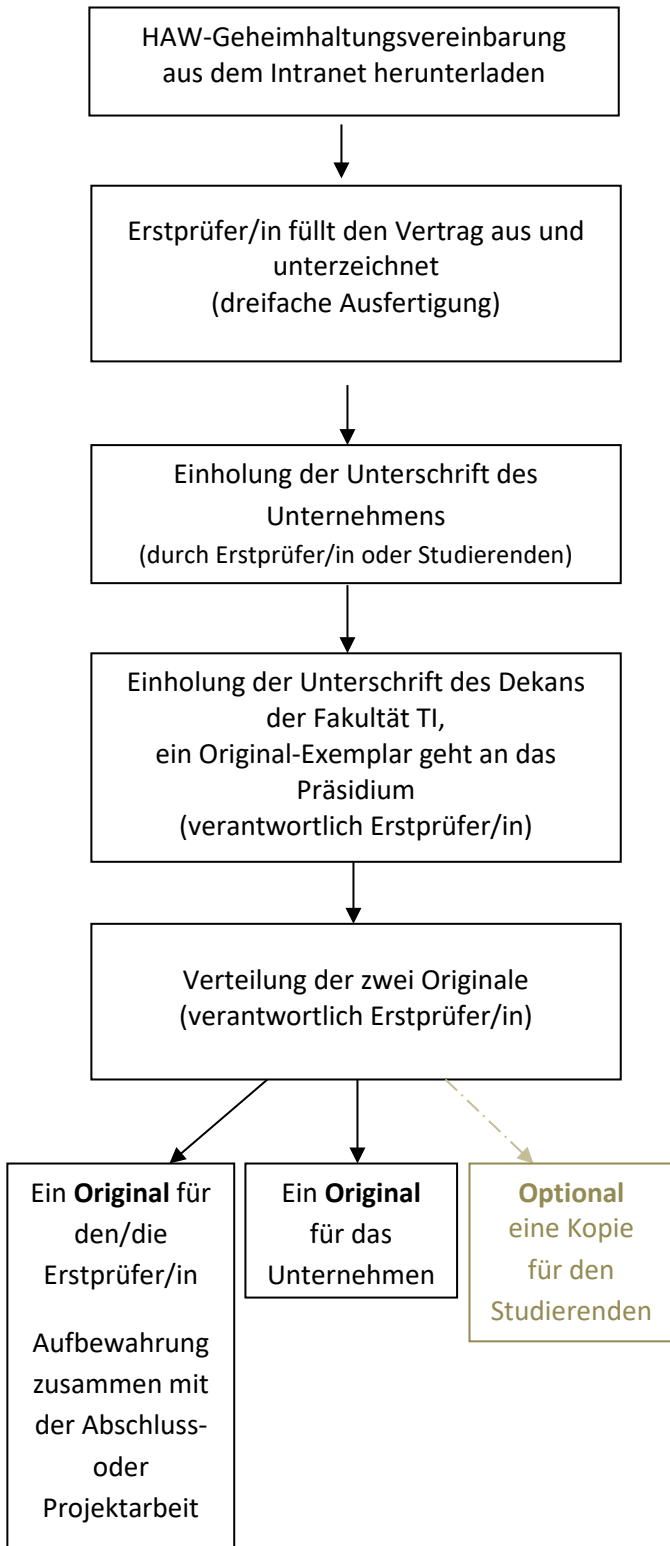 HAW-Geheimhaltungsvereinbarung
aus dem Intranet herunterladen
Erstprüfer/in füllt den Vertrag aus und
unterzeichnet
(dreifache Ausfertigung)
Einholung der Unterschrift des
Unternehmens
(durch Erstprüfer/in oder Studierenden)
Einholung der Unterschrift des Dekans
der Fakultät TI,
ein Original-Exemplar geht an das
Präsidium
(verantwortlich Erstprüfer/in)
Verteilung der zwei Originale
(verantwortlich Erstprüfer/in)
Ein Original für
den/die
Erstprüfer/in
Aufbewahrung
zusammen mit
der Abschluss-
oder
Projektarbeit
Ein Original
für das
Unternehmen
Optional
eine Kopie
für den
Studierenden